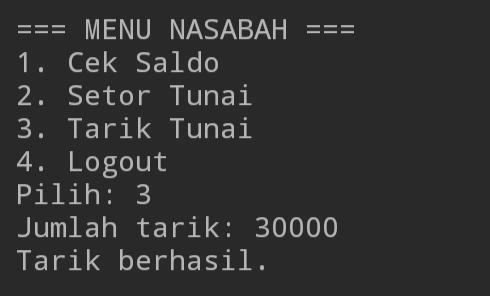 === MENU NASABAH ===
1. Cek Saldo
2. Setor Tunai
3. Tarik Tunai
4. Logout
Pilih: 3
Jumlah tarik: 30000
Tarik berhasil.